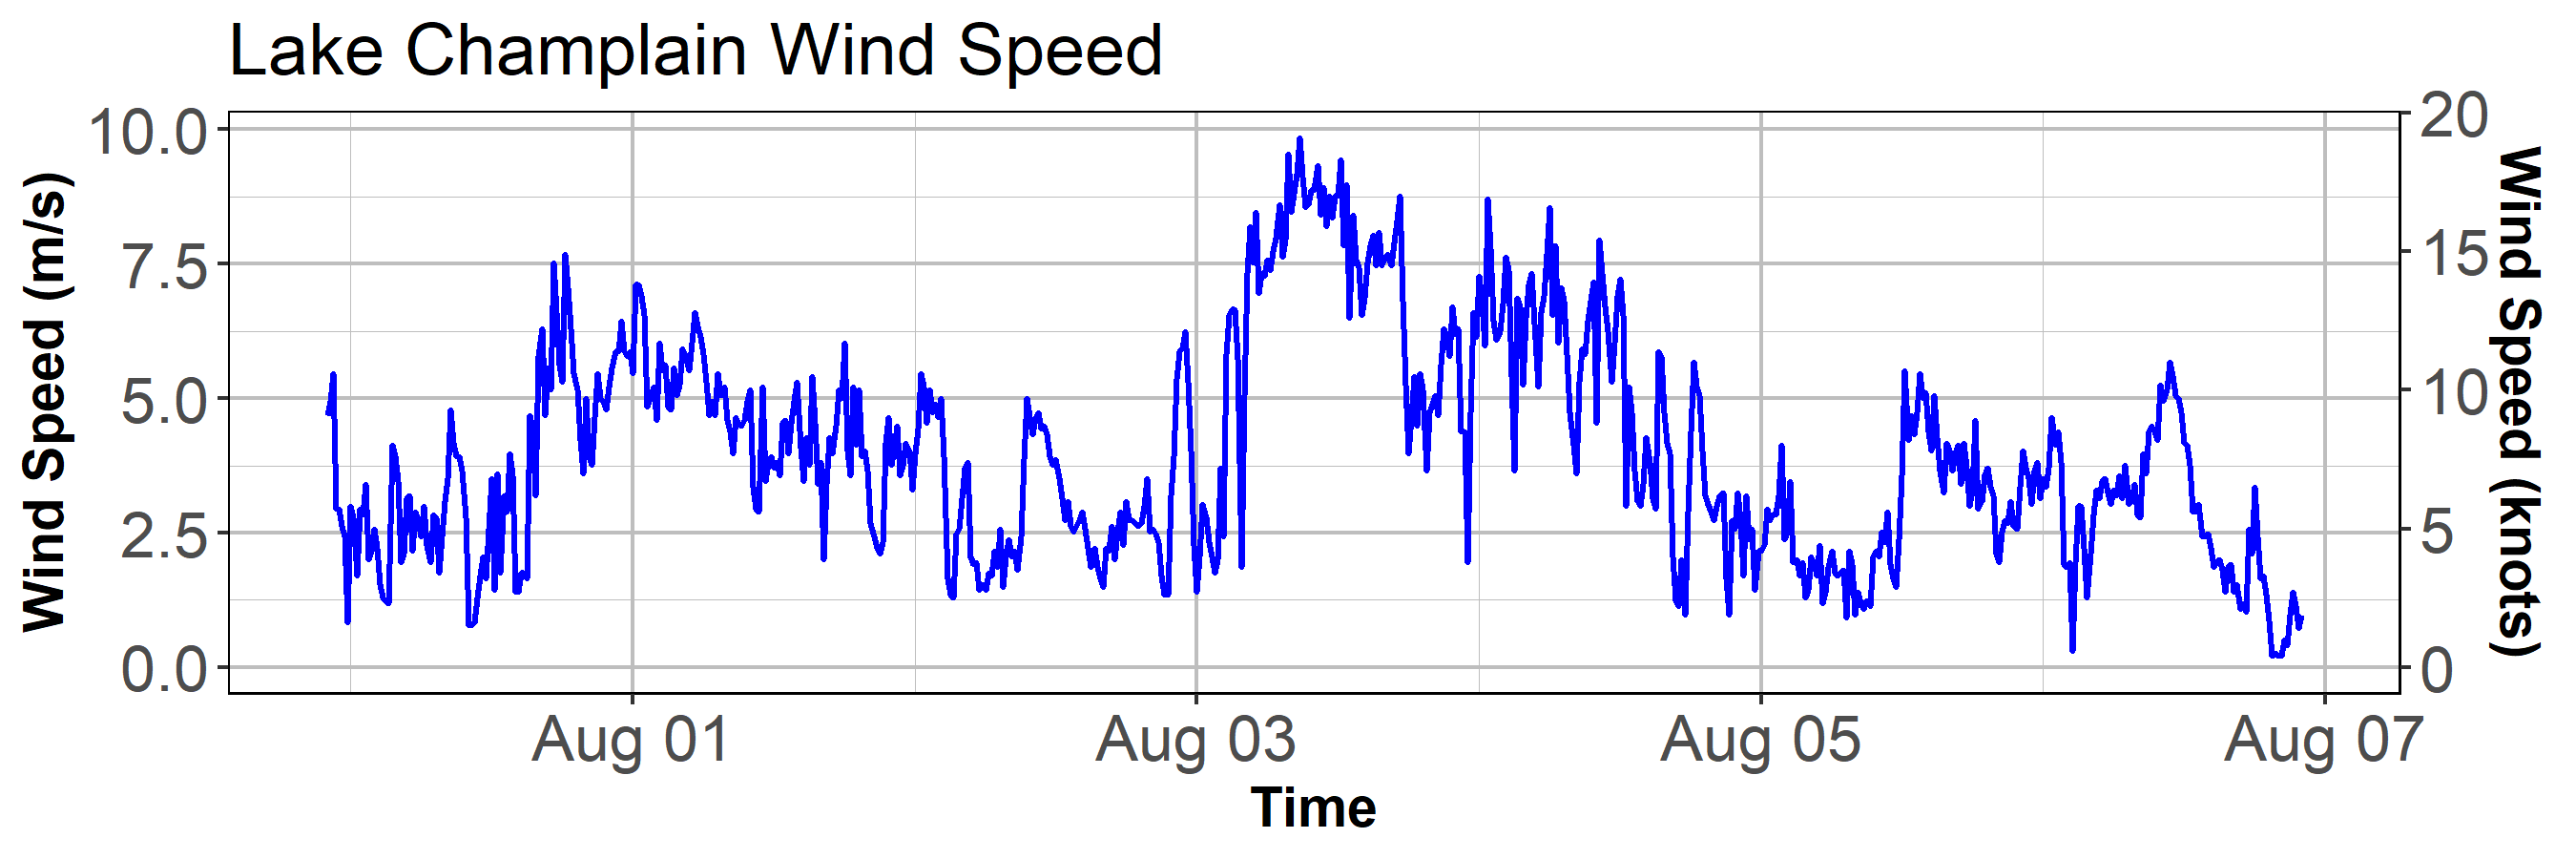 Lake Champlain Wind Speed
Wind Speed (m/s)
10.0
7.5
5.0
2.5
0.0
20
15
10
5
0
Wind Speed (knots)
Aug 01 Aug 03 Aug 05 Aug 07
Time